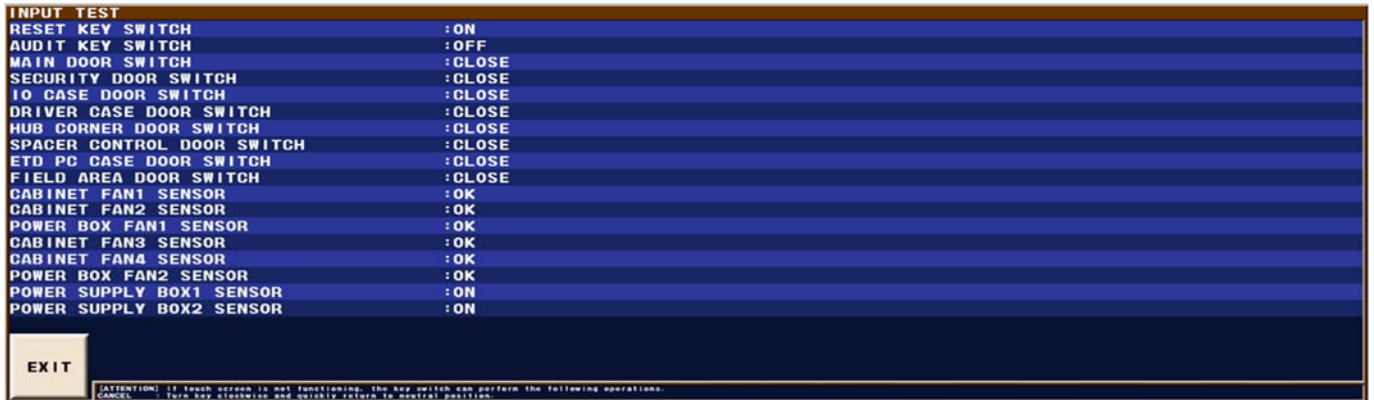 INPUT TEST
RESET KEY SWITCH :ON
AUDIT KEY SWITCH :OFF
MAIN DOOR SWITCH :CLOSE
SECURITY DOOR SWITCH :CLOSE
IO CASE DOOR SWITCH :CLOSE
DRIVER CASE DOOR SWITCH :CLOSE
HUB CORNER DOOR SWITCH :CLOSE
SPACER CONTROL DOOR SWITCH :CLOSE
ETD PC CASE DOOR SWITCH :CLOSE
FIELD AREA DOOR SWITCH :CLOSE
CABINET FAN1 SENSOR :OK
CABINET FAN2 SENSOR :OK
POWER BOX FAN1 SENSOR :OK
CABINET FAN3 SENSOR :OK
CABINET FAN4 SENSOR :OK
POWER BOX FAN2 SENSOR :OK
POWER SUPPLY BOX1 SENSOR :ON
POWER SUPPLY BOX2 SENSOR :ON
EXIT
[ATTENTION] If touch screen is not functioning, the key switch can perform the following operations.
CANCEL : Turn key clockwise and quickly return to neutral position.